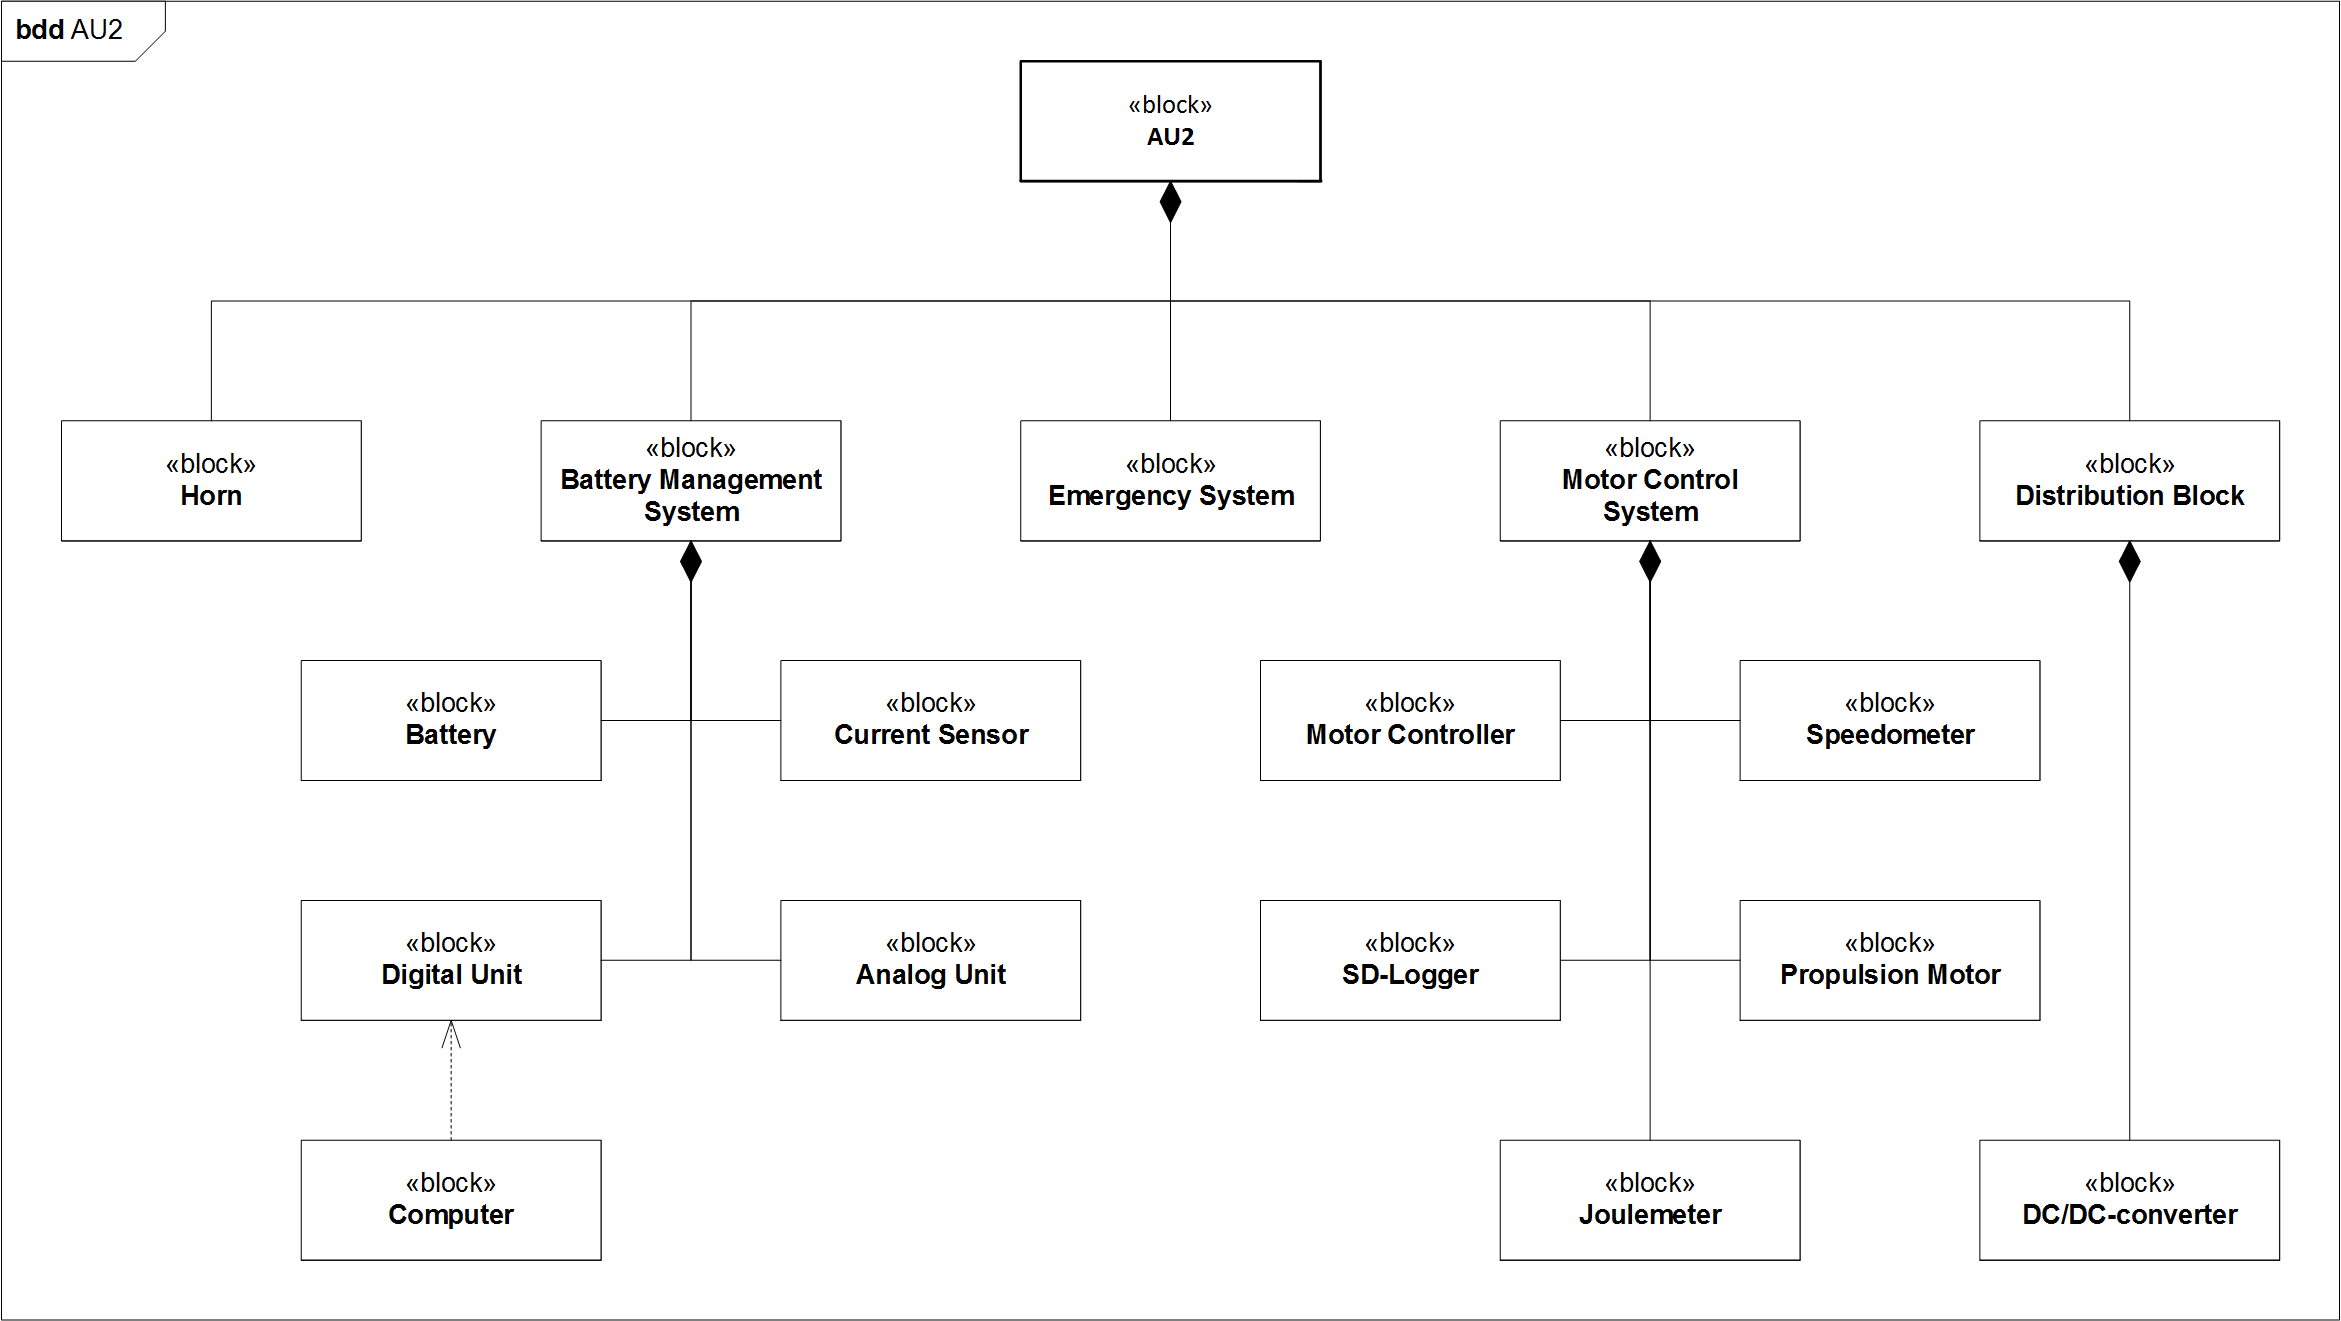 bdd AU2
«block»
AU2
«block»
Horn
«block»
Battery Management
System
«block»
Emergency System
«block»
Motor Control
System
«block»
Distribution Block
«block»
Battery
«block»
Current Sensor
«block»
Motor Controller
«block»
Speedometer
«block»
Digital Unit
«block»
Analog Unit
«block»
SD-Logger
«block»
Propulsion Motor
«block»
Computer
«block»
Joulemeter
«block»
DC/DC-converter